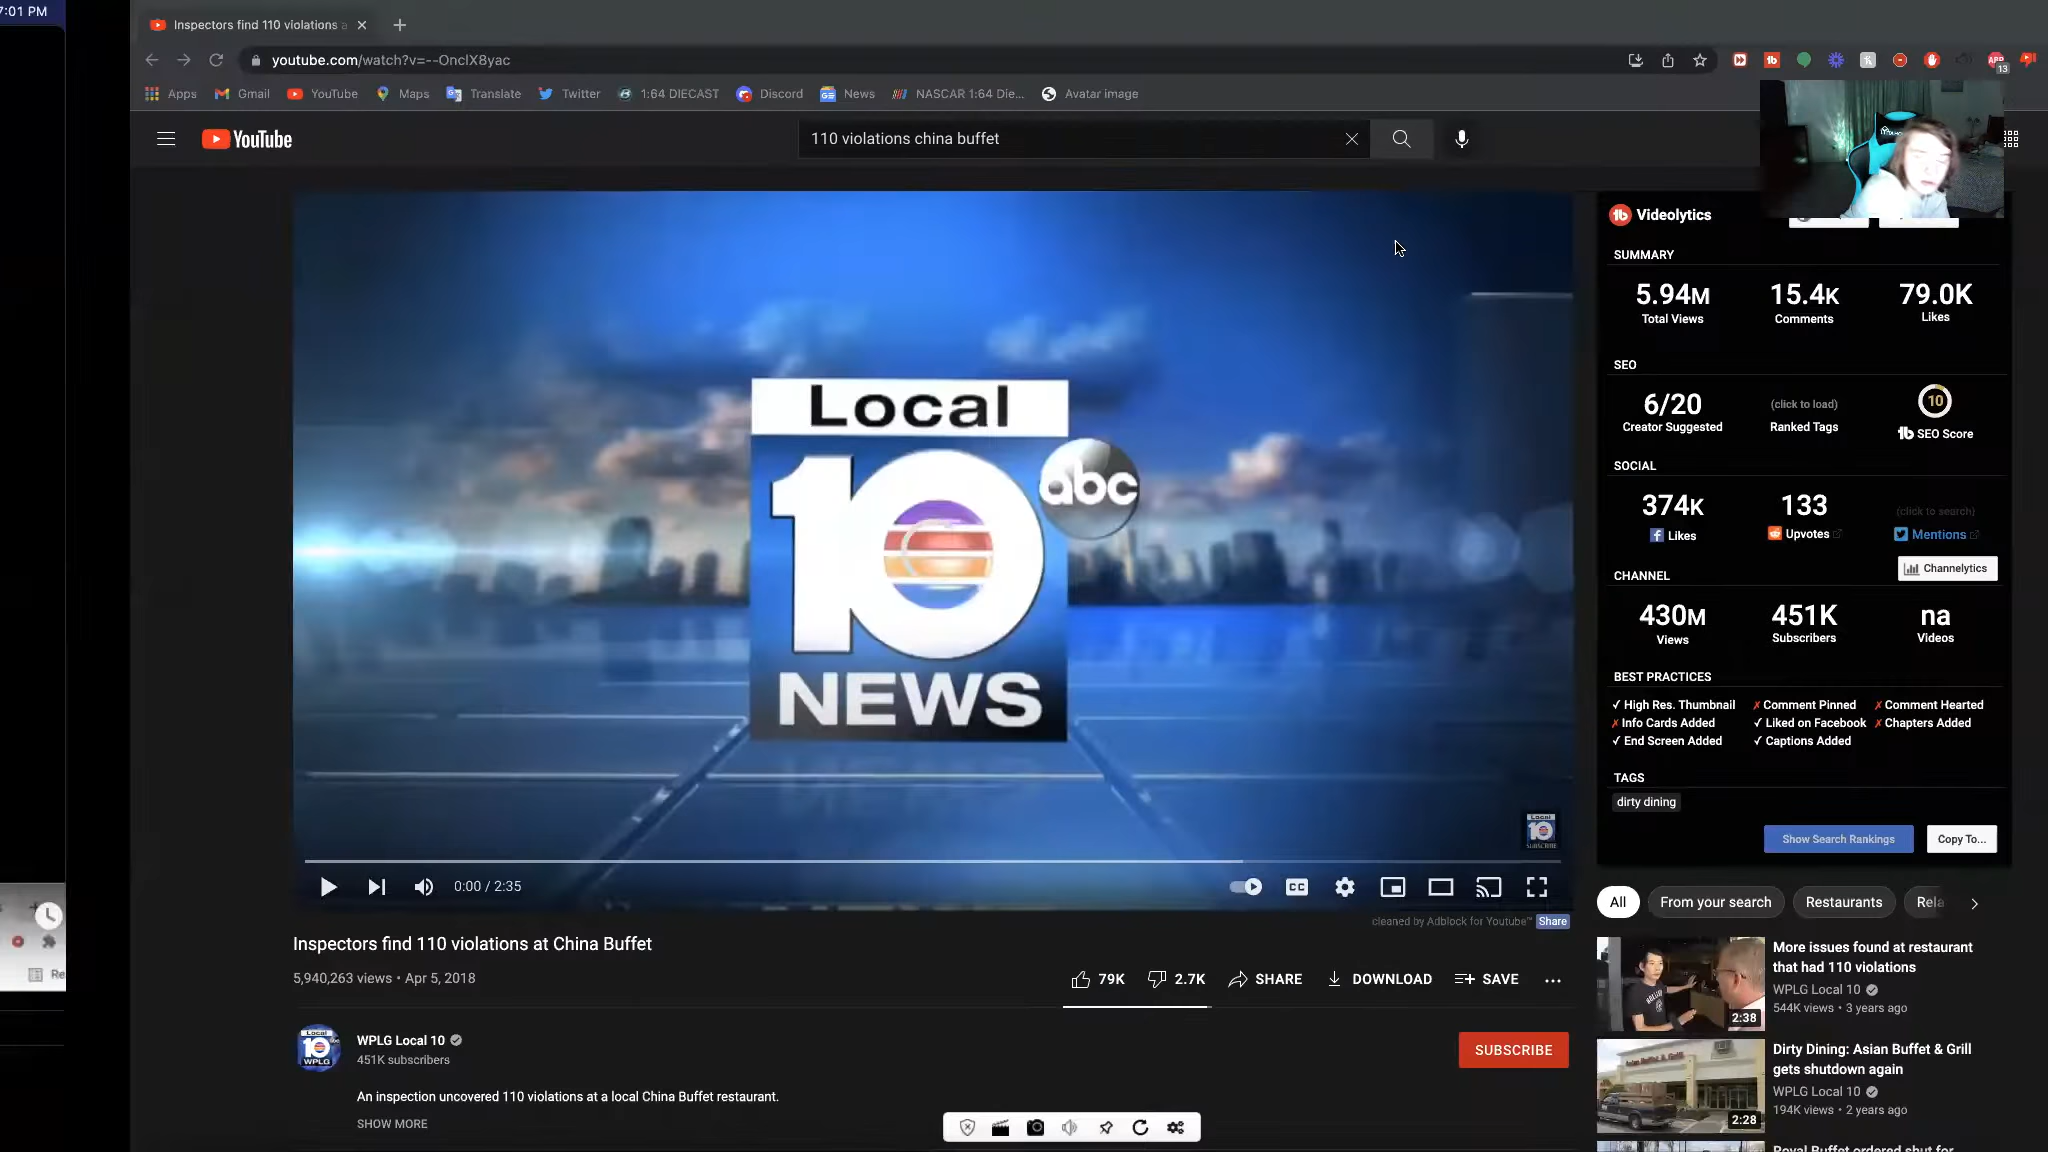 7:01 PM
Inspectors find 110 violations a
youtube.com/watch?v=--OnclX8yac
13
Apps
Gmail
YouTube
Maps
Translate
Twitter
1:64 DIECAST
Discord
News
NASCAR 1:64 Die...
Avatar image
YouTube
110 violations china buffet
Local
10
abc
NEWS
0:00 / 2:35
CC
cleaned by Adblock for Youtube™ Share
Inspectors find 110 violations at China Buffet
5,940,263 views • Apr 5, 2018
79K
2.7K
SHARE
DOWNLOAD
SAVE
WPLG Local 10
451K subscribers
SUBSCRIBE
An inspection uncovered 110 violations at a local China Buffet restaurant.
SHOW MORE
Videolytics
SUMMARY
5.94M 15.4K 79.0K
Total Views Comments Likes
SEO
6/20 (click to load) 10
Creator Suggested Ranked Tags SEO Score
SOCIAL
374K 133 (click to search)
Likes Upvotes Mentions
CHANNEL Channelytics
430M 451K na
Views Subscribers Videos
BEST PRACTICES
✓ High Res. Thumbnail ✗ Comment Pinned ✗ Comment Hearted
✗ Info Cards Added ✓ Liked on Facebook ✗ Chapters Added
✓ End Screen Added ✓ Captions Added
TAGS
dirty dining
Show Search Rankings Copy To...
All From your search Restaurants Rela
More issues found at restaurant
that had 110 violations
WPLG Local 10
544K views • 3 years ago
2:38
Dirty Dining: Asian Buffet & Grill
gets shutdown again
WPLG Local 10
194K views • 2 years ago
2:28
Royal Buffet ordered shut for